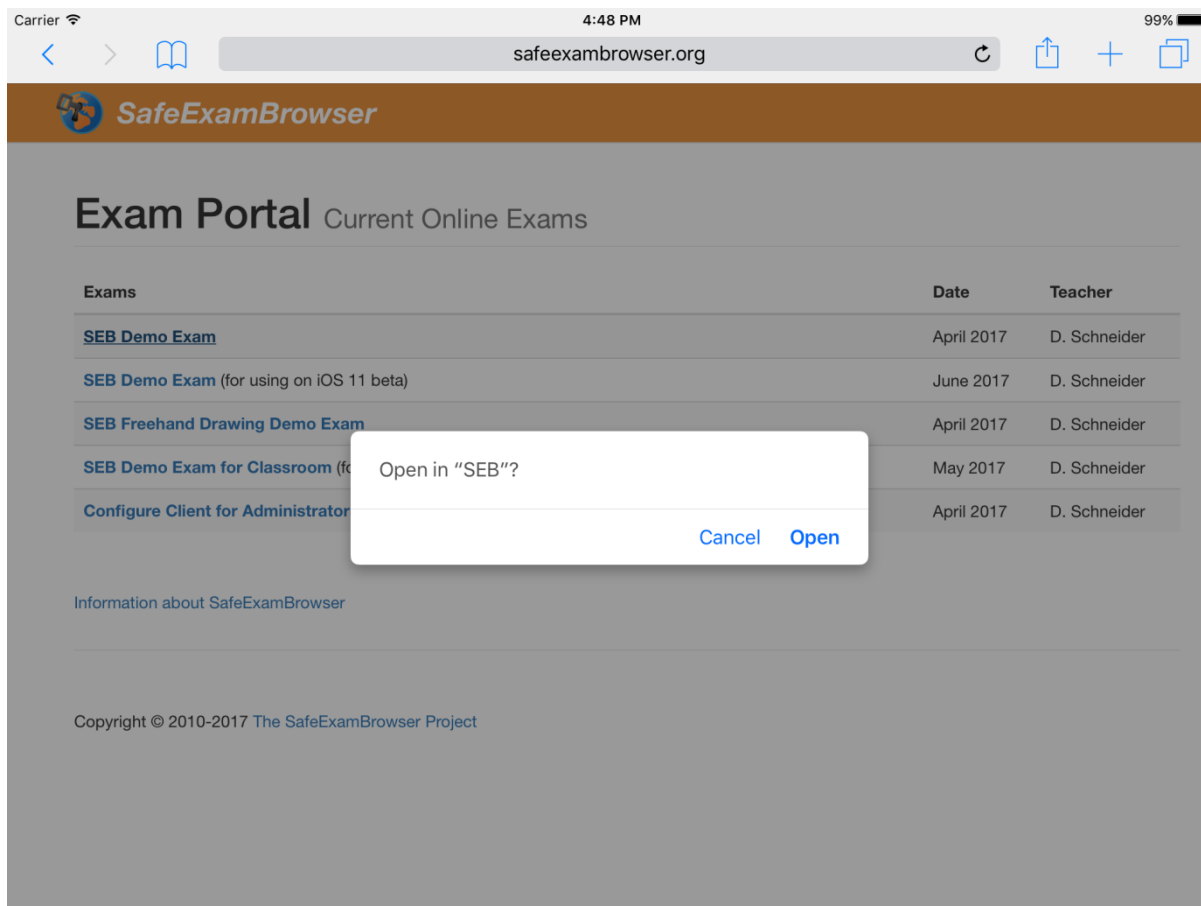 Carrier 4:48 PM 99%
safeexambrowser.org
SafeExamBrowser
Exam Portal Current Online Exams
Exams Date Teacher
SEB Demo Exam April 2017 D. Schneider
SEB Demo Exam (for using on iOS 11 beta) June 2017 D. Schneider
SEB Freehand Drawing Demo Exam April 2017 D. Schneider
SEB Demo Exam for Classroom (fo May 2017 D. Schneider
Configure Client for Administrator April 2017 D. Schneider
Open in “SEB”?
Cancel Open
Information about SafeExamBrowser
Copyright © 2010-2017 The SafeExamBrowser Project